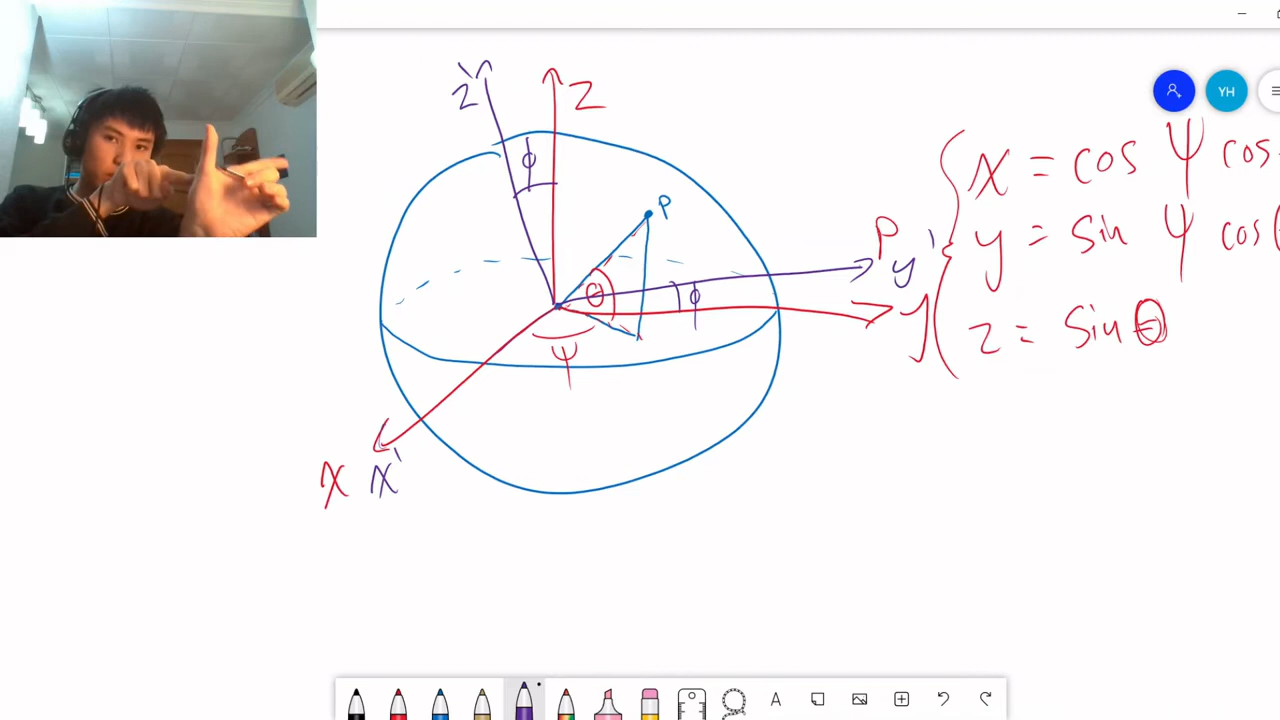 z' z
ϕ
P
YH
x = cos ψ cos
P y'
y = sin ψ cos
θ
ϕ
y
z = sin θ
ψ
x x'
A